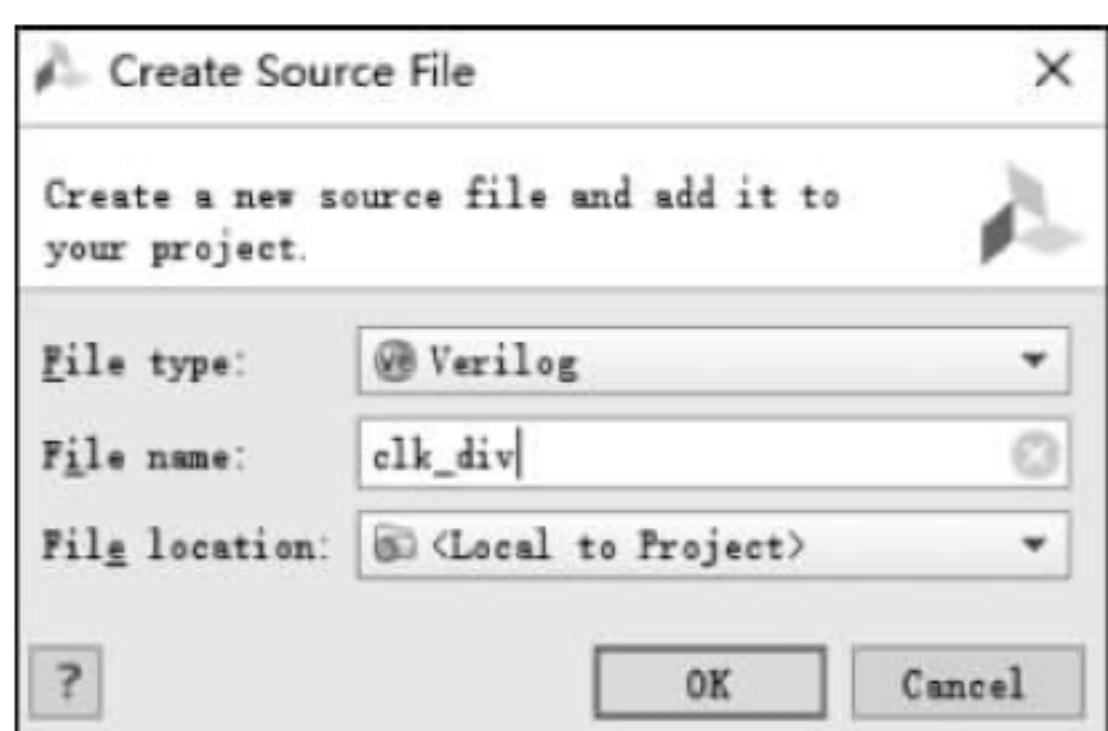 Create Source File
Create a new source file and add it to
your project.
File type: Verilog
File name: clk_div
File location: <Local to Project>
? OK Cancel